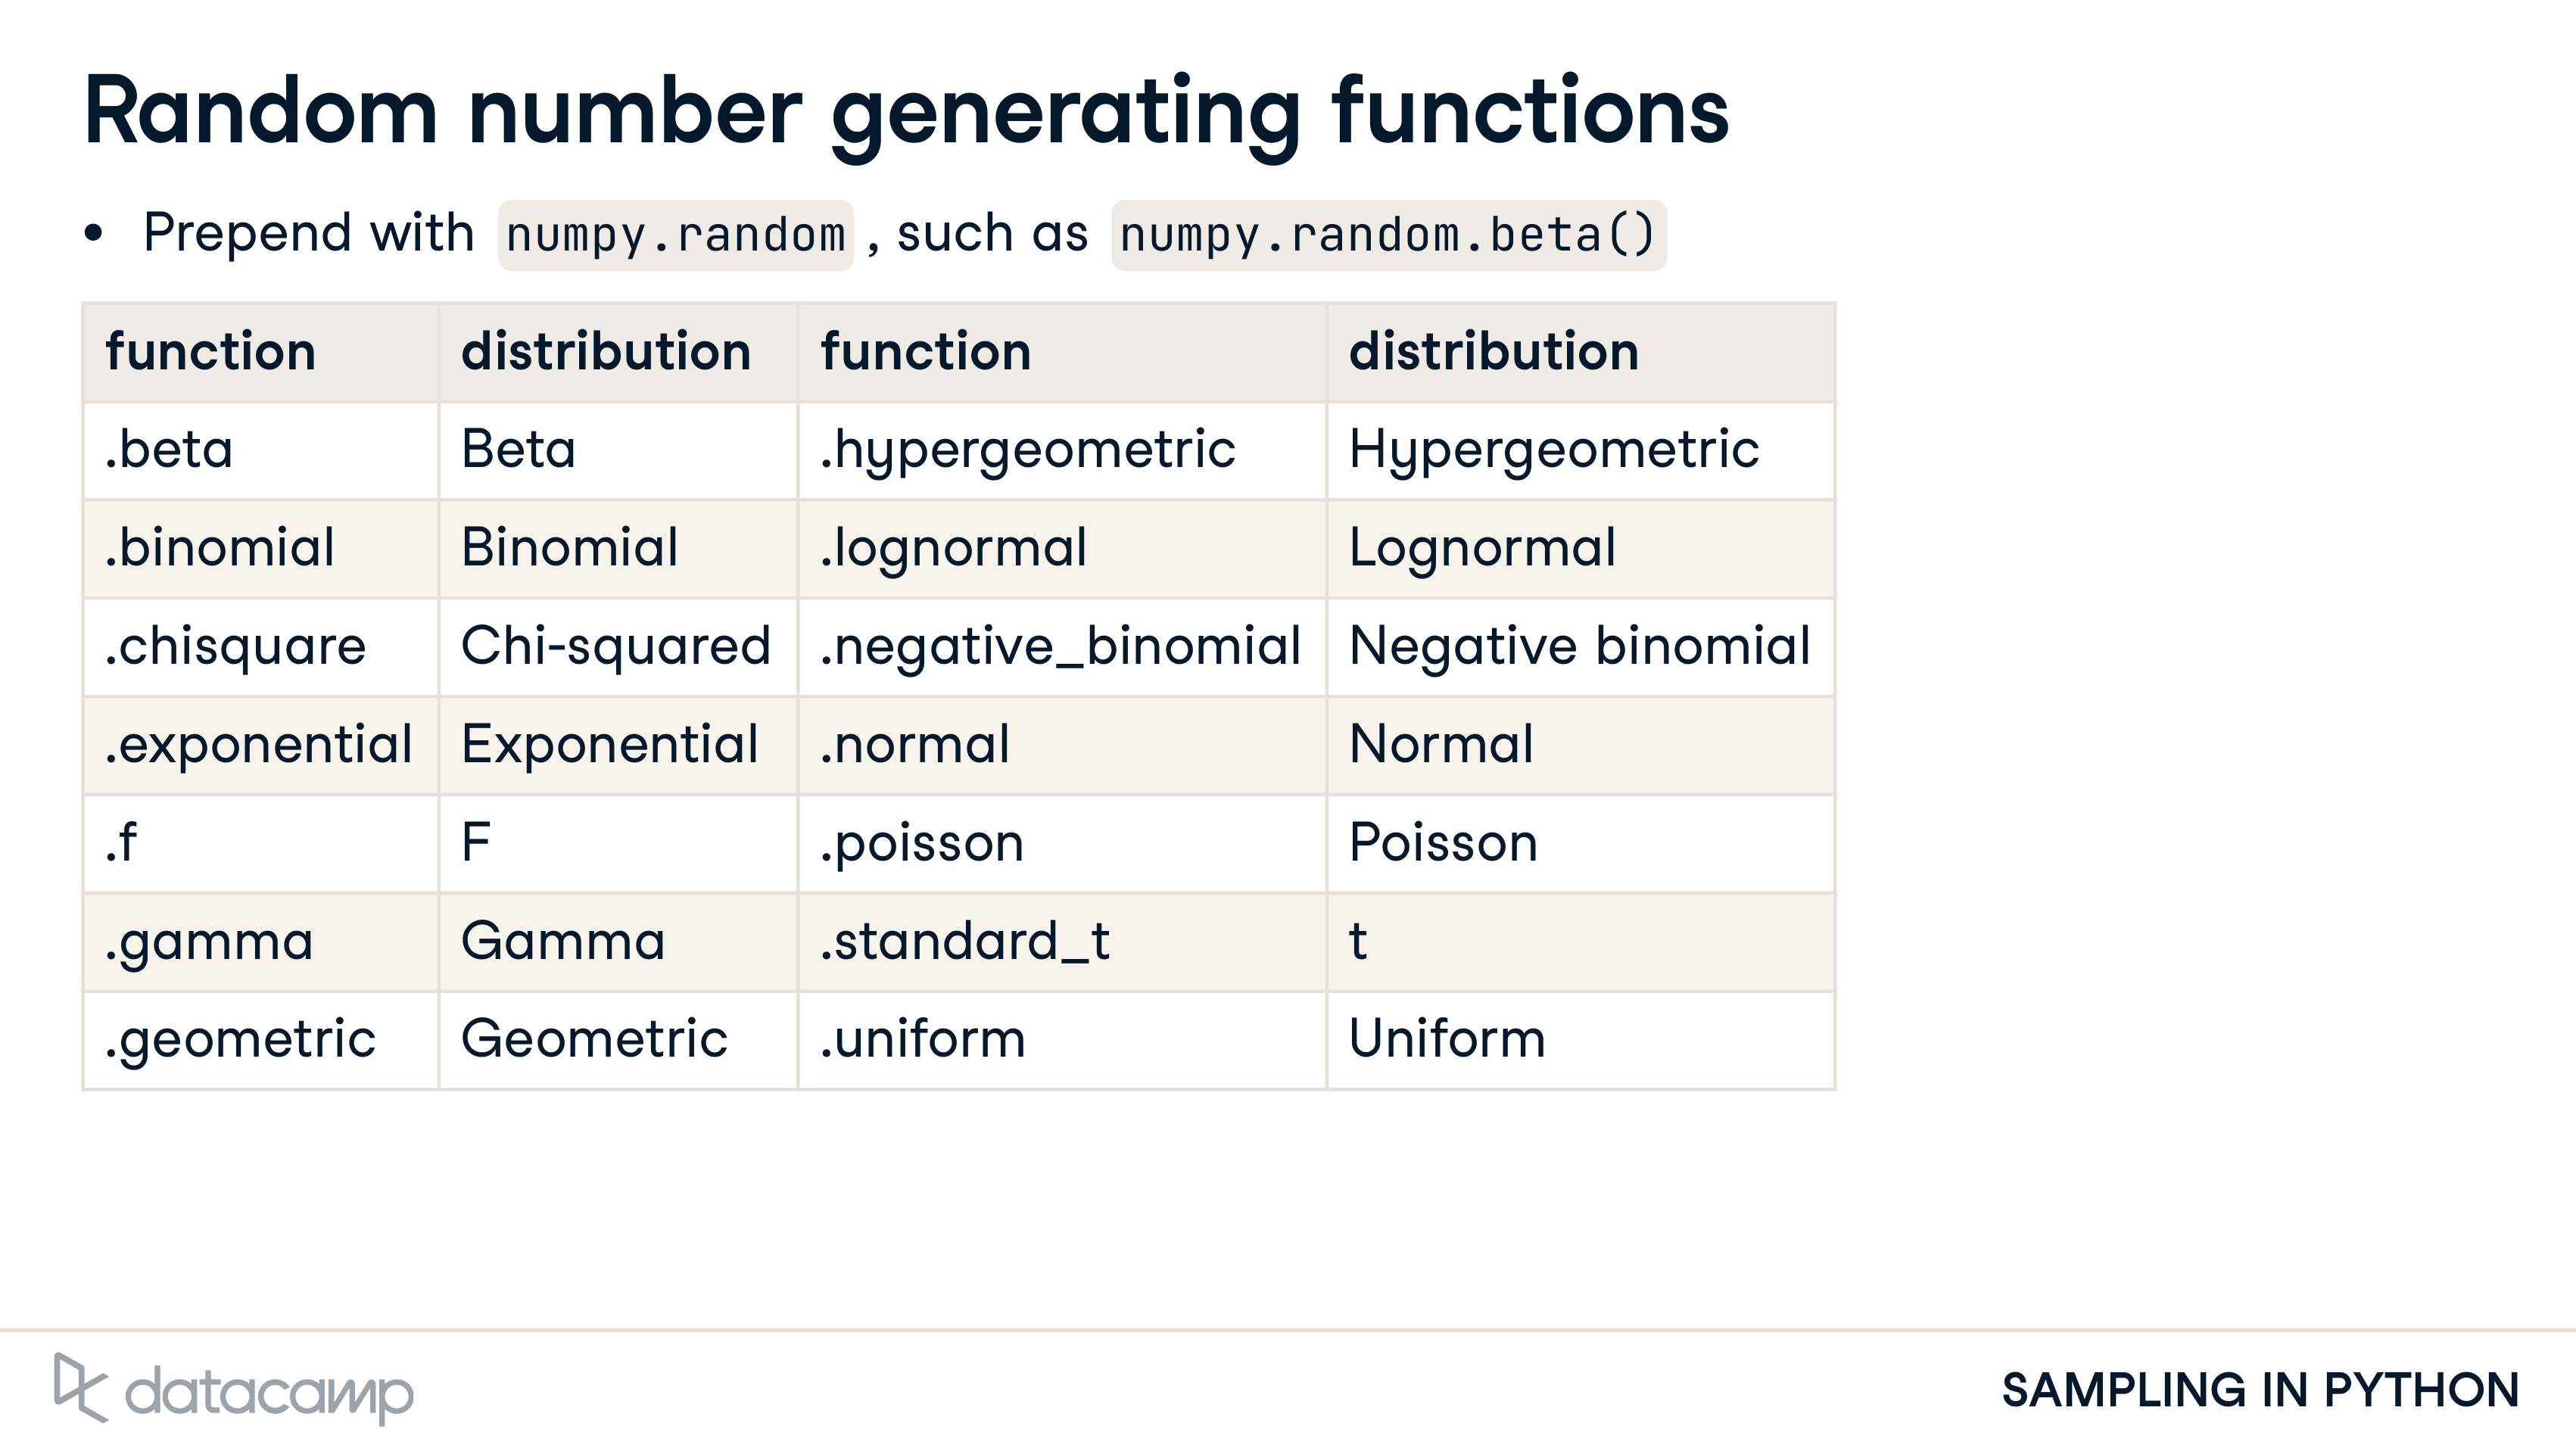 Random number generating functions
• Prepend with numpy.random , such as numpy.random.beta()
function distribution function distribution
.beta Beta .hypergeometric Hypergeometric
.binomial Binomial .lognormal Lognormal
.chisquare Chi-squared .negative_binomial Negative binomial
.exponential Exponential .normal Normal
.f F .poisson Poisson
.gamma Gamma .standard_t t
.geometric Geometric .uniform Uniform
datacamp SAMPLING IN PYTHON